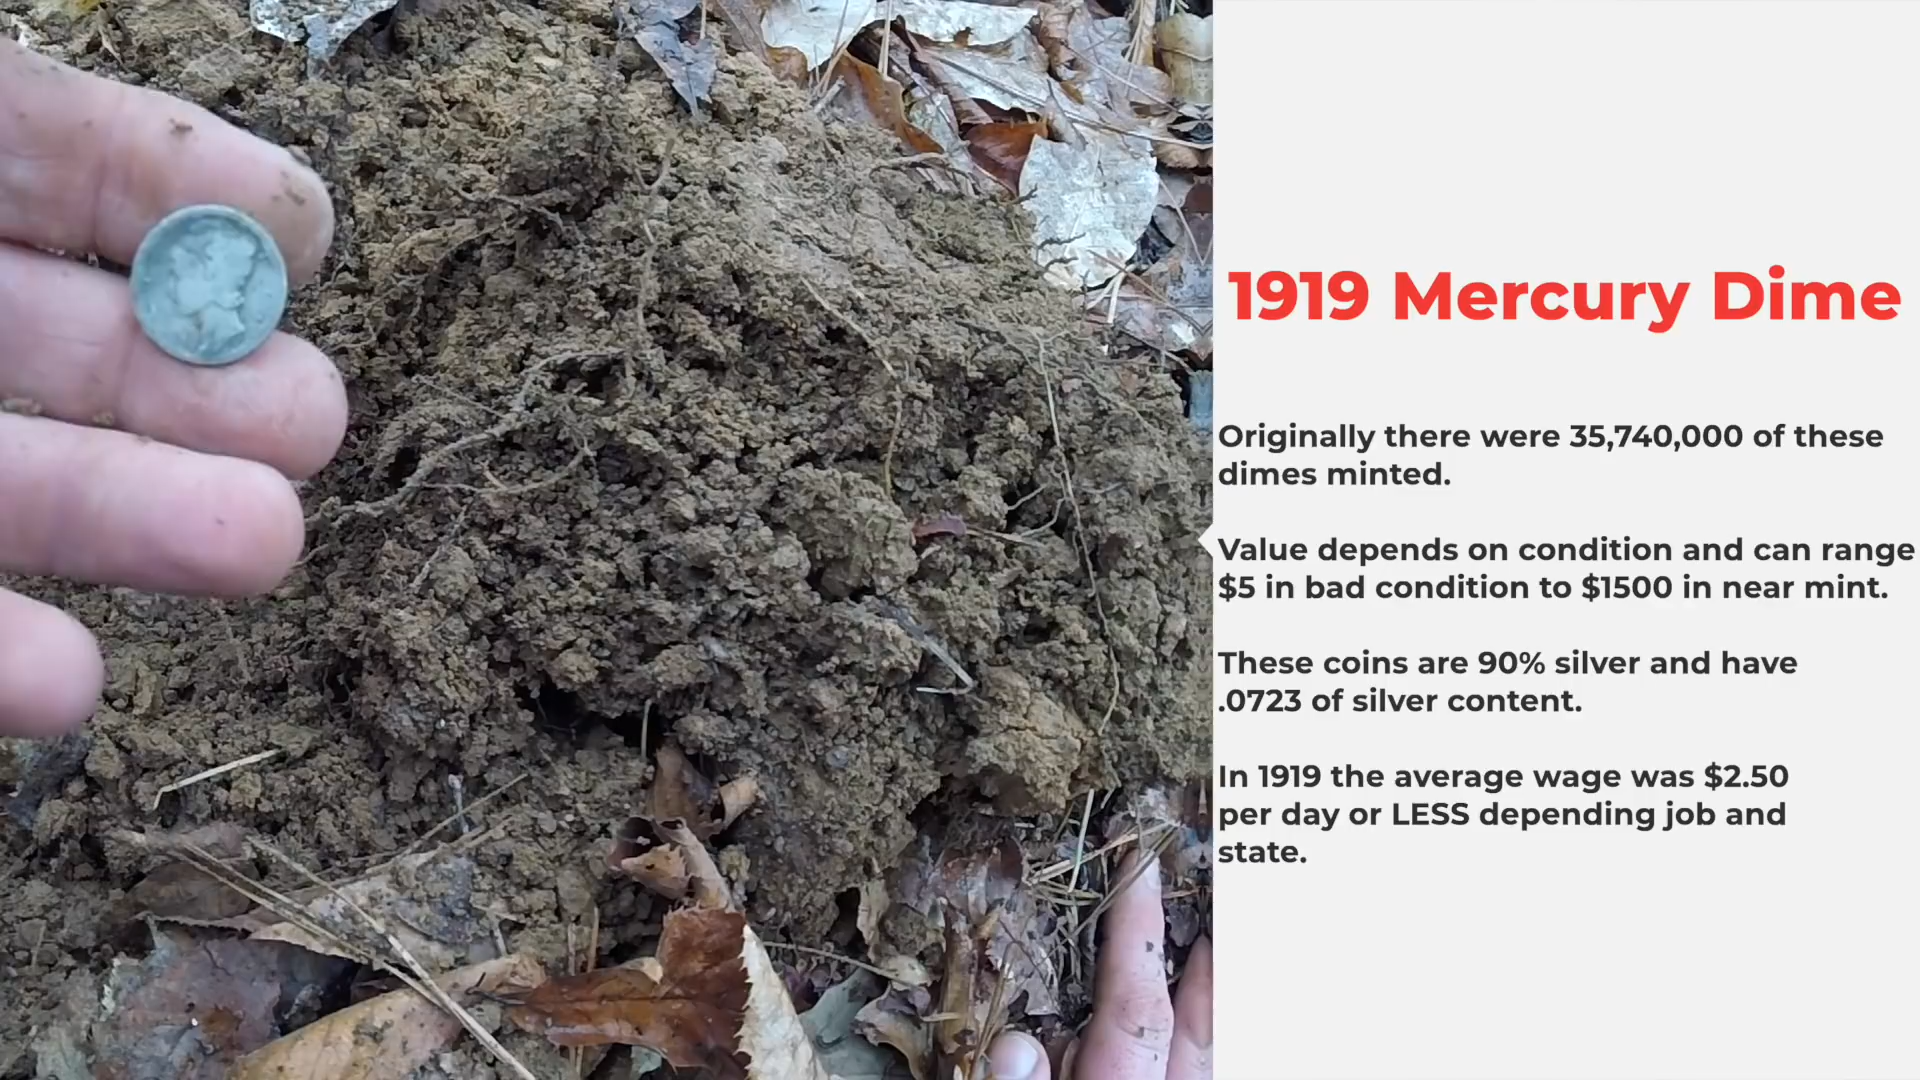 1919 Mercury Dime
Originally there were 35,740,000 of these
dimes minted.
Value depends on condition and can range
$5 in bad condition to $1500 in near mint.
These coins are 90% silver and have
.0723 of silver content.
In 1919 the average wage was $2.50
per day or LESS depending job and
state.